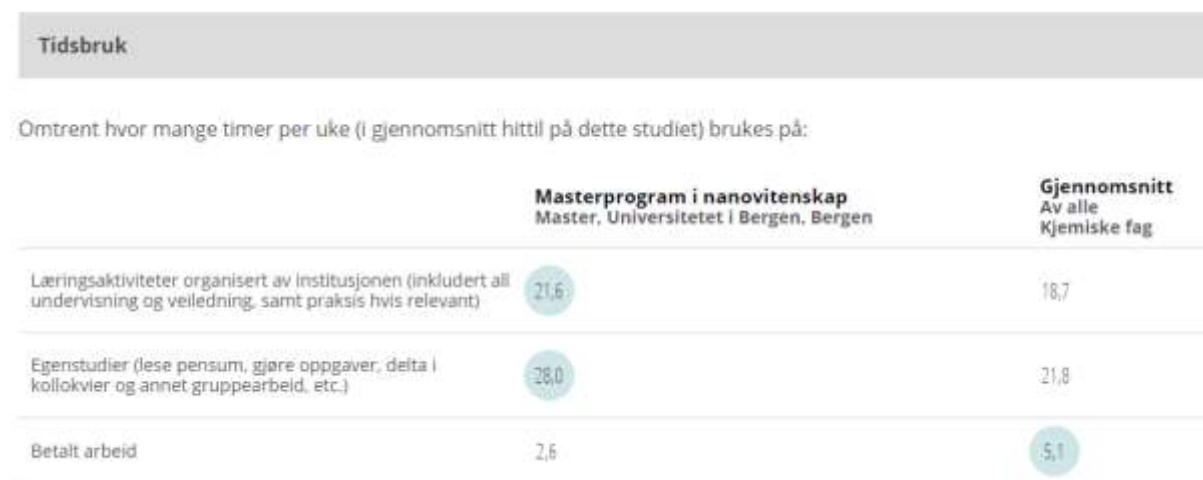 Tidsbruk
Omtrent hvor mange timer per uke (i gjennomsnitt hittil på dette studiet) brukes på:
Masterprogram i nanovitenskap
Master, Universitetet i Bergen, Bergen
Gjennomsnitt
Av alle
Kjemiske fag
Læringsaktiviteter organisert av institusjonen (inkludert all
undervisning og veiledning, samt praksis hvis relevant)
21,6
18,7
Egenstudier (lese pensum, gjøre oppgaver, delta i
kollokvier og annet gruppearbeid, etc.)
28,0
21,8
Betalt arbeid
2,6
5,1